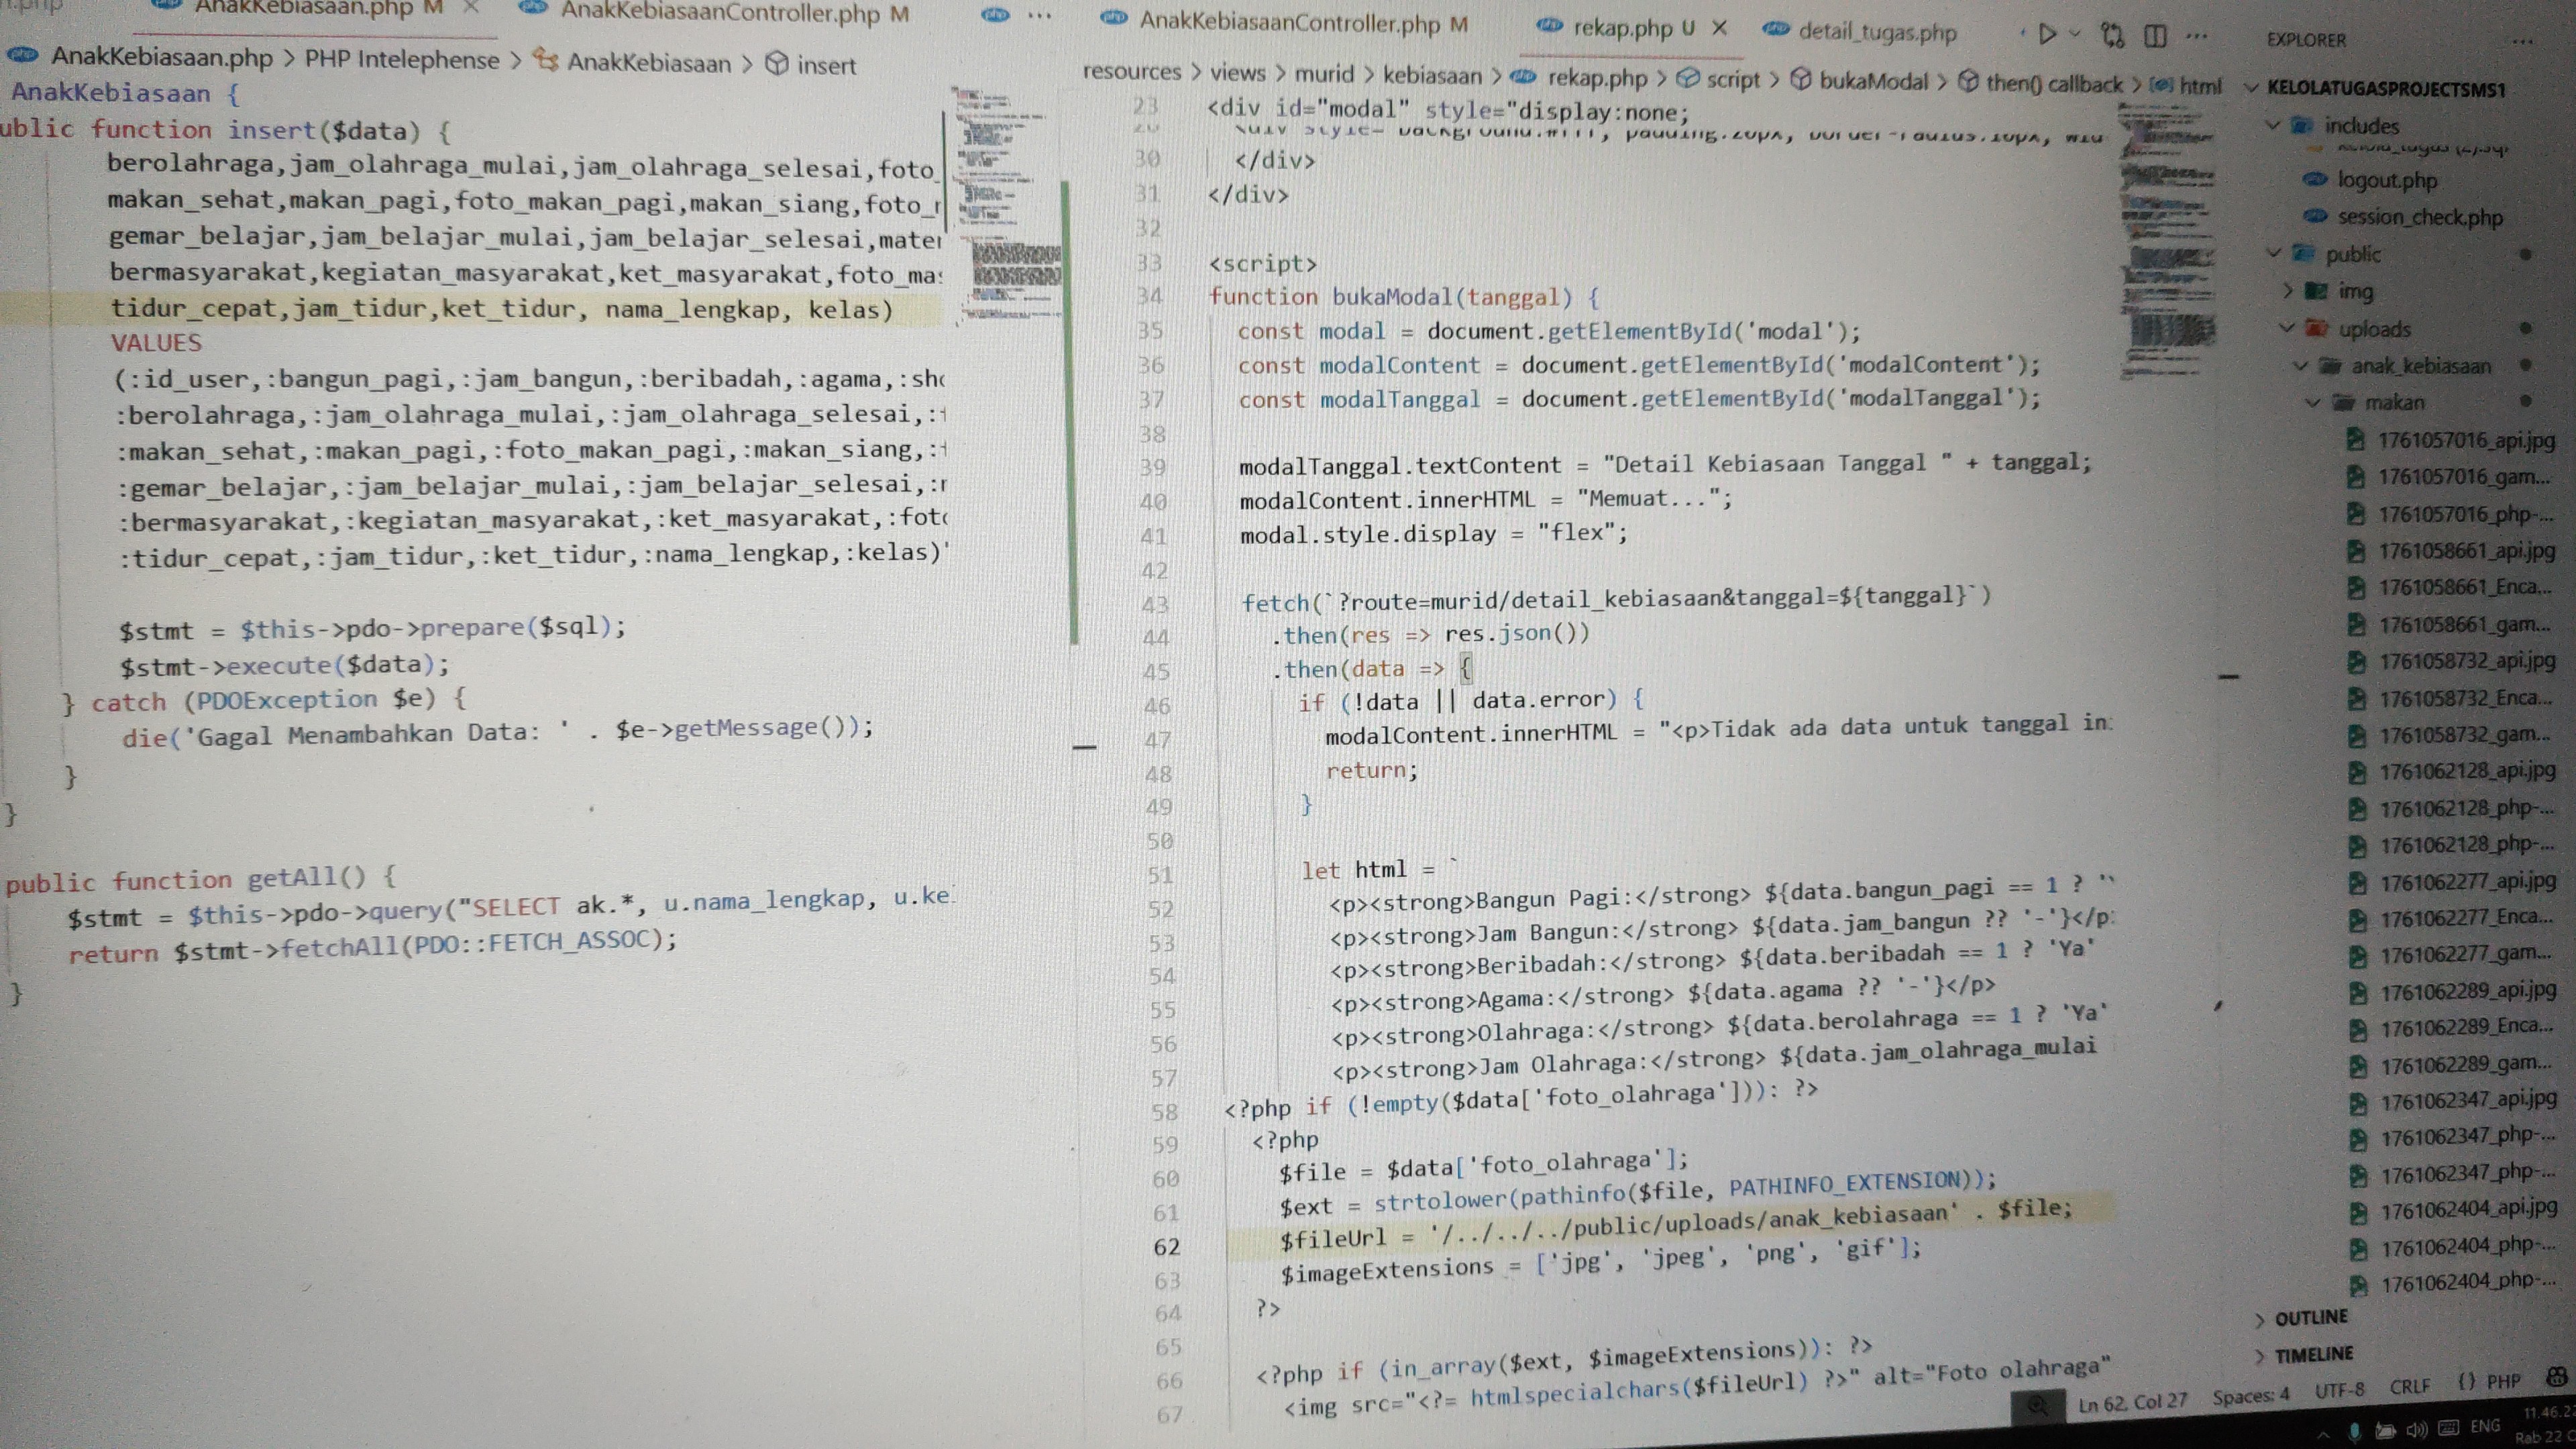 AnakKebiasaan.php M
AnakKebiasaanController.php M
AnakKebiasaan.php > PHP Intelephense > AnakKebiasaan > insert
AnakKebiasaan {
ublic function insert($data) {
berolahraga,jam_olahraga_mulai,jam_olahraga_selesai,foto_
makan_sehat,makan_pagi,foto_makan_pagi,makan_siang,foto_
gemar_belajar,jam_belajar_mulai,jam_belajar_selesai,mater
bermasyarakat,kegiatan_masyarakat,ket_masyarakat,foto_ma
tidur_cepat,jam_tidur,ket_tidur, nama_lengkap, kelas)
VALUES
(:id_user,:bangun_pagi,:jam_bangun,:beribadah,:agama,:sh
:berolahraga,:jam_olahraga_mulai,:jam_olahraga_selesai,:
:makan_sehat,:makan_pagi,:foto_makan_pagi,:makan_siang,:
:gemar_belajar,:jam_belajar_mulai,:jam_belajar_selesai,:
:bermasyarakat,:kegiatan_masyarakat,:ket_masyarakat,:fot
:tidur_cepat,:jam_tidur,:ket_tidur,:nama_lengkap,:kelas)"
$stmt = $this->pdo->prepare($sql);
$stmt->execute($data);
} catch (PDOException $e) {
die('Gagal Menambahkan Data: ' . $e->getMessage());
}
}
public function getAll() {
$stmt = $this->pdo->query("SELECT ak.*, u.nama_lengkap, u.ke
return $stmt->fetchAll(PDO::FETCH_ASSOC);
}
AnakKebiasaanController.php M
rekap.php U
detail_tugas.php
resources > views > murid > kebiasaan > rekap.php > script > bukaModal > then() callback > html
23 <div id="modal" style="display:none;
30 </div>
31 </div>
32
33 <script>
34 function bukaModal(tanggal) {
35 const modal = document.getElementById('modal');
36 const modalContent = document.getElementById('modalContent');
37 const modalTanggal = document.getElementById('modalTanggal');
38
39 modalTanggal.textContent = "Detail Kebiasaan Tanggal " + tanggal;
40 modalContent.innerHTML = "Memuat...";
41 modal.style.display = "flex";
42
43 fetch(`?route=murid/detail_kebiasaan&tanggal=${tanggal}`)
44 .then(res => res.json())
45 .then(data => {
46 if (!data || data.error) {
47 modalContent.innerHTML = "<p>Tidak ada data untuk tanggal in
48 return;
49 }
50
51 let html = `
52 <p><strong>Bangun Pagi:</strong> ${data.bangun_pagi == 1 ? '
53 <p><strong>Jam Bangun:</strong> ${data.jam_bangun ?? '-'}</p
54 <p><strong>Beribadah:</strong> ${data.beribadah == 1 ? 'Ya'
55 <p><strong>Agama:</strong> ${data.agama ?? '-'}</p>
56 <p><strong>Olahraga:</strong> ${data.berolahraga == 1 ? 'Ya'
57 <p><strong>Jam Olahraga:</strong> ${data.jam_olahraga_mulai
58 <?php if (!empty($data['foto_olahraga'])): ?>
59 <?php
60 $file = $data['foto_olahraga'];
61 $ext = strtolower(pathinfo($file, PATHINFO_EXTENSION));
62 $fileUrl = '/../../../public/uploads/anak_kebiasaan' . $file;
63 $imageExtensions = ['jpg', 'jpeg', 'png', 'gif'];
64 ?>
65
66 <?php if (in_array($ext, $imageExtensions)): ?>
67 <img src="<?= htmlspecialchars($fileUrl) ?>" alt="Foto olahraga"
EXPLORER
KELOLATUGASPROJECTSMS1
includes
logout.php
session_check.php
public
img
uploads
anak_kebiasaan
makan
1761057016_api.jpg
1761057016_gam...
1761057016_php-...
1761058661_api.jpg
1761058661_Enca...
1761058661_gam...
1761058732_api.jpg
1761058732_Enca...
1761058732_gam...
1761062128_api.jpg
1761062128_php-...
1761062128_php-...
1761062277_api.jpg
1761062277_Enca...
1761062277_gam...
1761062289_api.jpg
1761062289_Enca...
1761062289_gam...
1761062347_api.jpg
1761062347_php-...
1761062347_php-...
1761062404_api.jpg
1761062404_php-...
1761062404_php-...
OUTLINE
TIMELINE
Ln 62, Col 27 Spaces: 4 UTF-8 CRLF {} PHP
ENG
11.46.2
Rab 22